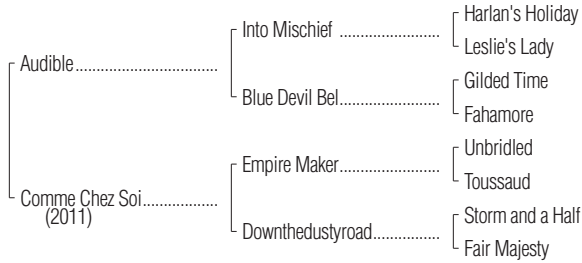 Harlan's Holiday
Into Mischief ........................
Leslie's Lady
Audible..................................
Gilded Time
Blue Devil Bel........................
Fahamore
Unbridled
Empire Maker........................
Toussaud
Comme Chez Soi..................
(2011)
Storm and a Half
Downthedustyroad................
Fair Majesty